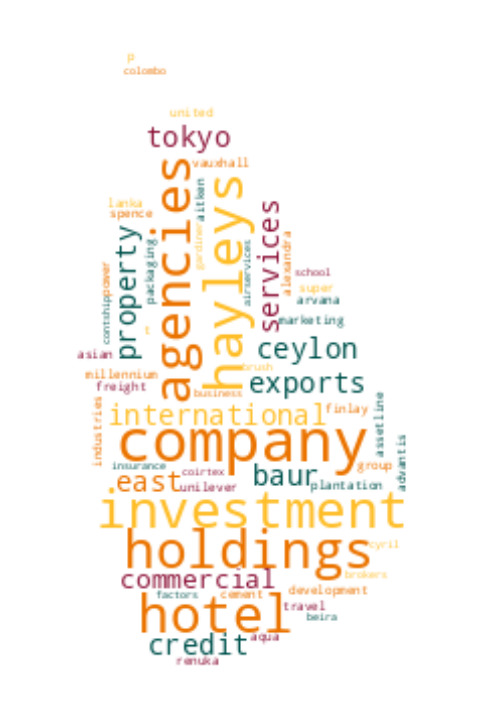 p
colombo
united
tokyo
vauxhall
agencies
hayleys
aitken
lanka
spence
services
property
packaging
gardiner
airservices
alexandra
school
super
arvana
power
contship
t
marketing
asian
ceylon
millennium
freight
brush
exports
business
industries
international
finlay
assetline
company
advantis
insurance
coirtex
group
east
unilever
baur
plantation
investment
holdings
cyril
commercial
brokers
factors
cement
development
hotel
travel
beira
credit
aqua
renuka